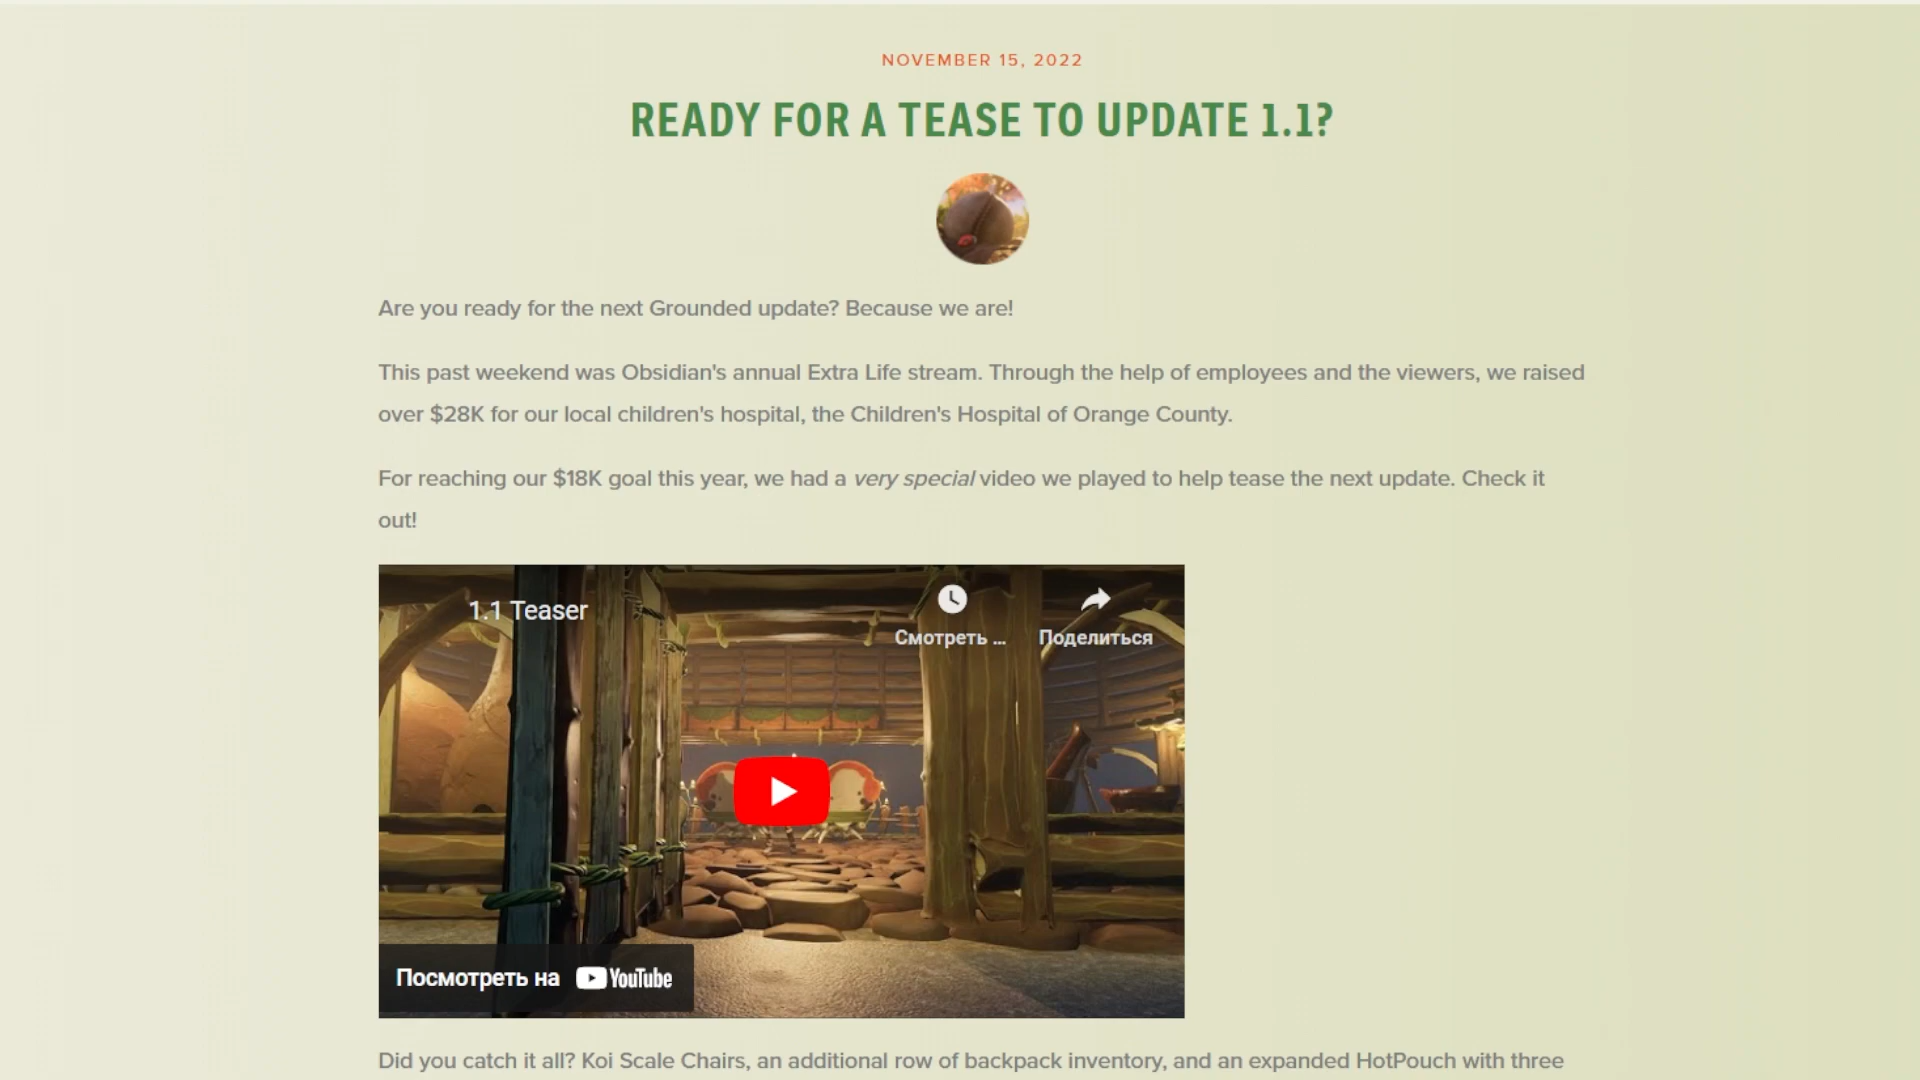 NOVEMBER 15, 2022
READY FOR A TEASE TO UPDATE 1.1?
Are you ready for the next Grounded update? Because we are!
This past weekend was Obsidian's annual Extra Life stream. Through the help of employees and the viewers, we raised
over $28K for our local children's hospital, the Children's Hospital of Orange County.
For reaching our $18K goal this year, we had a very special video we played to help tease the next update. Check it
out!
1.1 Teaser
Смотреть ...
Поделиться
Посмотреть на YouTube
Did you catch it all? Koi Scale Chairs, an additional row of backpack inventory, and an expanded HotPouch with three